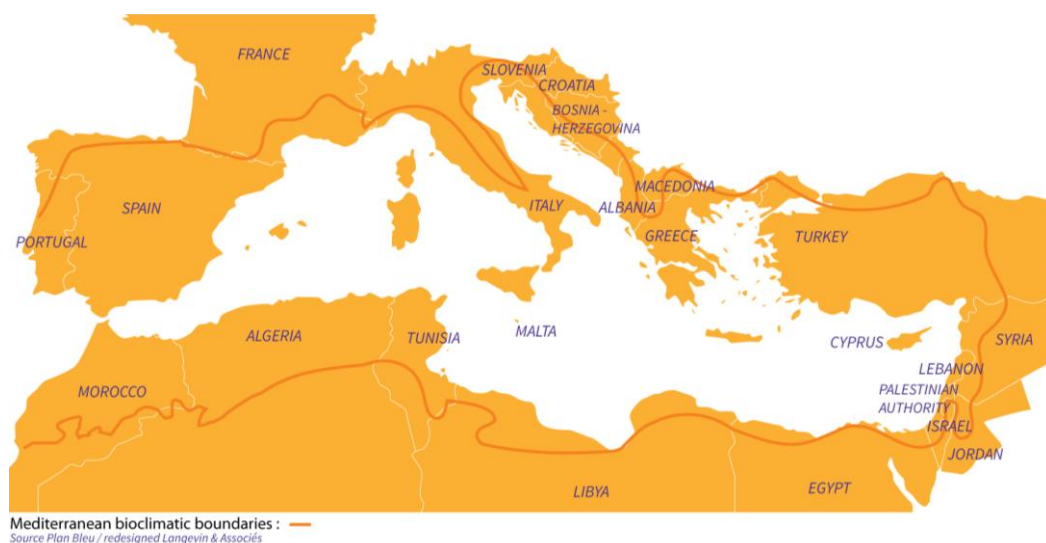 FRANCE
SLOVENIA
CROATIA
BOSNIA -
HERZEGOVINA
MACEDONIA
ITALY
ALBANIA
SPAIN
PORTUGAL
GREECE
TURKEY
ALGERIA
TUNISIA
MALTA
CYPRUS
SYRIA
LEBANON
MOROCCO
PALESTINIAN
AUTHORITY
ISRAEL
JORDAN
LIBYA
EGYPT
Mediterranean bioclimatic boundaries :
Source Plan Bleu / redesigned Langevin & Associés